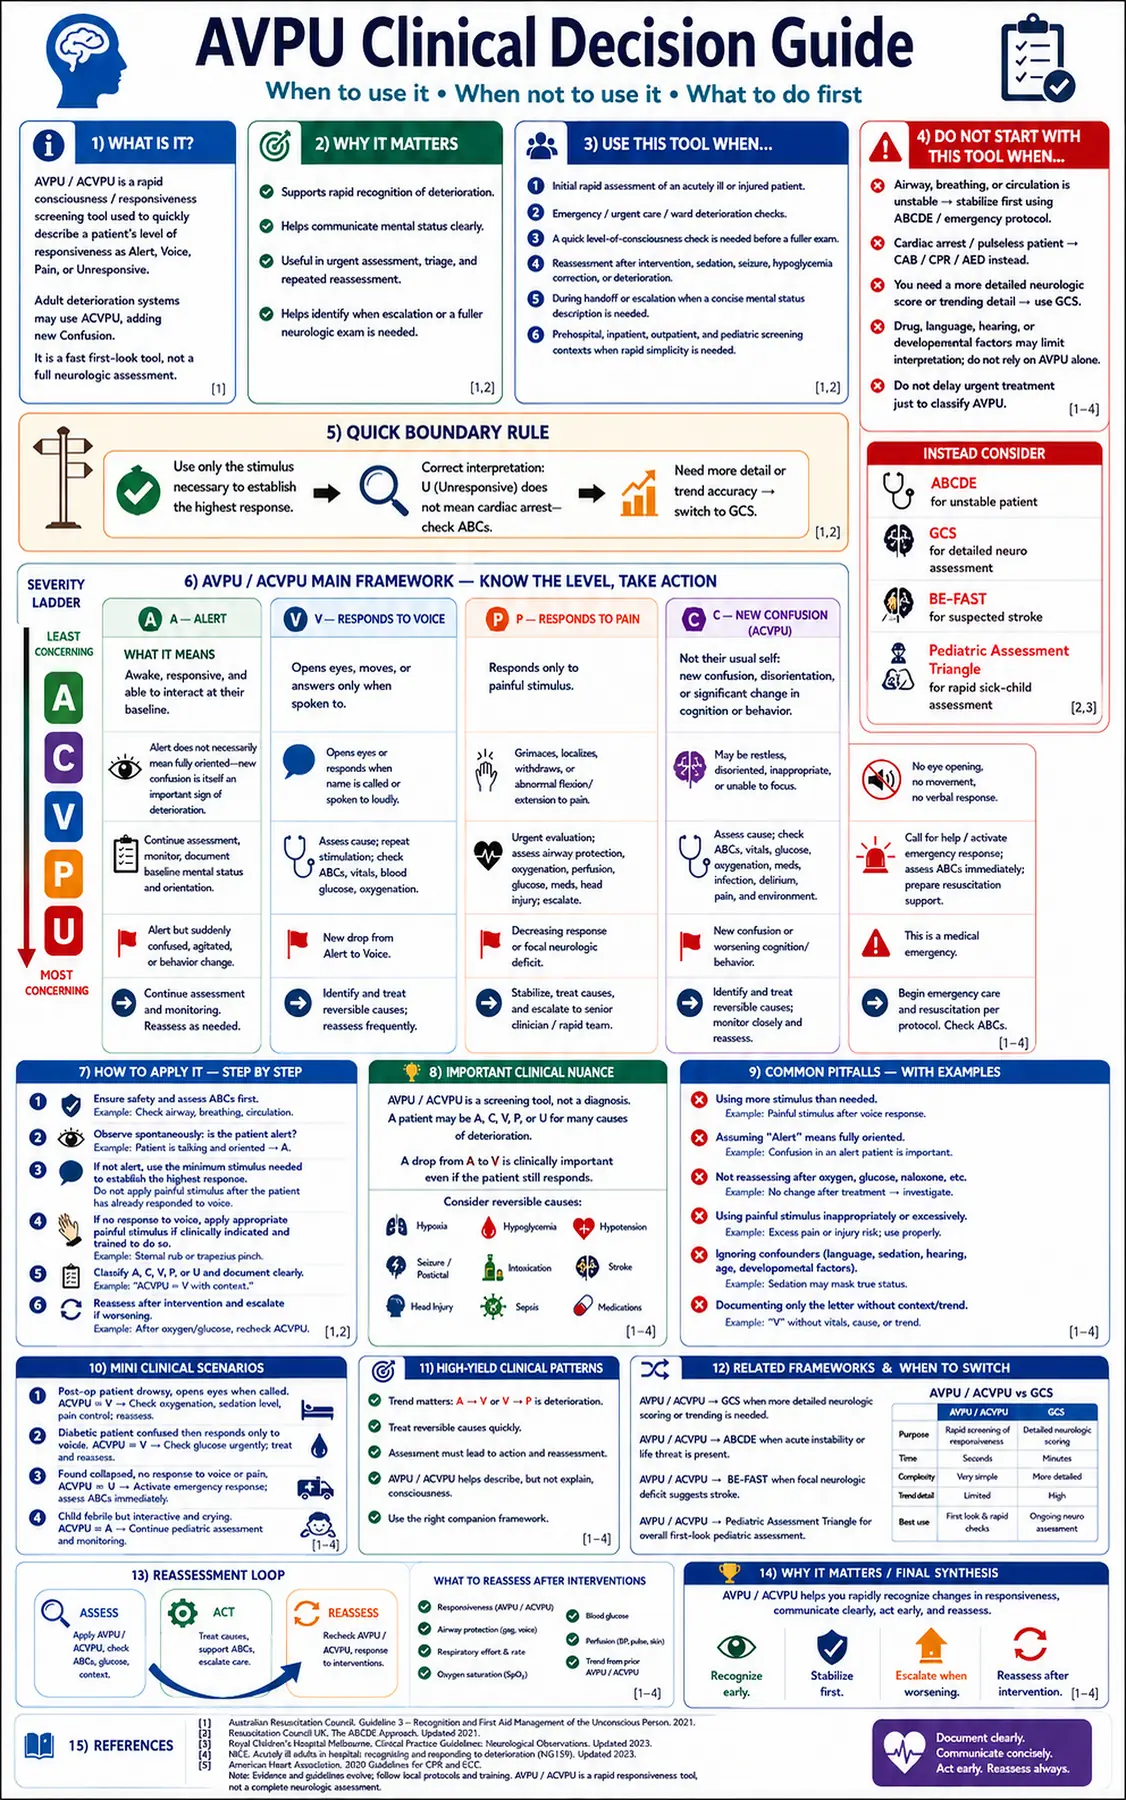 AVPU Clinical Decision Guide
When to use it • When not to use it • What to do first
1) WHAT IS IT?
AVPU / ACVPU is a rapid
consciousness / responsiveness
screening tool used to quickly
describe a patient's level of
responsiveness as Alert, Voice,
Pain, or Unresponsive.
Adult deterioration systems
may use ACVPU, adding
new Confusion.
It is a fast first-look tool, not a
full neurologic assessment.
[1]
2) WHY IT MATTERS
Supports rapid recognition of deterioration.
Helps communicate mental status clearly.
Useful in urgent assessment, triage, and
repeated reassessment.
Helps identify when escalation or a fuller
neurologic exam is needed.
[1,2]
3) USE THIS TOOL WHEN...
1 Initial rapid assessment of an acutely ill or injured patient.
2 Emergency / urgent care / ward deterioration checks.
3 A quick level-of-consciousness check is needed before a fuller exam.
4 Reassessment after intervention, sedation, seizure, hypoglycemia
correction, or deterioration.
5 During handoff or escalation when a concise mental status
description is needed.
6 Prehospital, inpatient, outpatient, and pediatric screening
contexts when rapid simplicity is needed.
[1,2]
4) DO NOT START WITH
THIS TOOL WHEN...
Airway, breathing, or circulation is
unstable → stabilize first using
ABCDE / emergency protocol.
Cardiac arrest / pulseless patient →
CAB / CPR / AED instead.
You need a more detailed neurologic
score or trending detail → use GCS.
Drug, language, hearing, or
developmental factors may limit
interpretation; do not rely on AVPU alone.
Do not delay urgent treatment
just to classify AVPU.
[1–4]
5) QUICK BOUNDARY RULE
Use only the stimulus
necessary to establish
the highest response.
Correct interpretation:
U (Unresponsive) does
not mean cardiac arrest—
check ABCs.
Need more detail or
trend accuracy →
switch to GCS.
[1,2]
INSTEAD CONSIDER
ABCDE
for unstable patient
GCS
for detailed neuro
assessment
BE-FAST
for suspected stroke
Pediatric Assessment
Triangle
for rapid sick-child
assessment
[2,3]
SEVERITY
LADDER
LEAST
CONCERNING
A
C
V
P
U
MOST
CONCERNING
6) AVPU / ACVPU MAIN FRAMEWORK — KNOW THE LEVEL, TAKE ACTION
A A — ALERT
WHAT IT MEANS
Awake, responsive, and
able to interact at their
baseline.
Alert does not necessarily
mean fully oriented—new
confusion is itself an
important sign of
deterioration.
Continue assessment,
monitor, document
baseline mental status
and orientation.
Alert but suddenly
confused, agitated,
or behavior change.
Continue assessment
and monitoring.
Reassess as needed.
V V — RESPONDS TO VOICE
Opens eyes, moves, or
answers only when
spoken to.
Opens eyes or
responds when
name is called or
spoken to loudly.
Assess cause; repeat
stimulation; check
ABCs, vitals, blood
glucose, oxygenation.
New drop from
Alert to Voice.
Identify and treat
reversible causes;
reassess frequently.
P P — RESPONDS TO PAIN
Responds only to
painful stimulus.
Grimaces, localizes,
withdraws, or
abnormal flexion/
extension to pain.
Urgent evaluation;
assess airway protection,
oxygenation, perfusion,
glucose, meds, head
injury; escalate.
Decreasing response
or focal neurologic
deficit.
Stabilize, treat causes,
and escalate to senior
clinician / rapid team.
C C — NEW CONFUSION
(ACVPU)
Not their usual self:
new confusion, disorientation,
or significant change in
cognition or behavior.
May be restless,
disoriented, inappropriate,
or unable to focus.
Assess cause; check
ABCs, vitals, glucose,
oxygenation, meds,
infection, delirium,
pain, and environment.
New confusion or
worsening cognition/
behavior.
Identify and treat
reversible causes;
monitor closely and
reassess.
No eye opening,
no movement,
no verbal response.
Call for help / activate
emergency response;
assess ABCs immediately;
prepare resuscitation
support.
This is a medical
emergency.
Begin emergency care
and resuscitation per
protocol. Check ABCs.
[1–4]
7) HOW TO APPLY IT — STEP BY STEP
1 Ensure safety and assess ABCs first.
Example: Check airway, breathing, circulation.
2 Observe spontaneously: is the patient alert?
Example: Patient is talking and oriented → A.
3 If not alert, use the minimum stimulus needed
to establish the highest response.
Do not apply painful stimulus after the patient
has already responded to voice.
4 If no response to voice, apply appropriate
painful stimulus if clinically indicated and
trained to do so.
Example: Sternal rub or trapezius pinch.
5 Classify A, C, V, P, or U and document clearly.
Example: "ACVPU = V with context."
6 Reassess after intervention and escalate
if worsening.
Example: After oxygen/glucose, recheck ACVPU.
[1,2]
8) IMPORTANT CLINICAL NUANCE
AVPU / ACVPU is a screening tool, not a diagnosis.
A patient may be A, C, V, P, or U for many causes
of deterioration.
A drop from A to V is clinically important
even if the patient still responds.
Consider reversible causes:
Hypoxia
Hypoglycemia
Hypotension
Seizure /
Postictal
Intoxication
Stroke
Head Injury
Sepsis
Medications
[1–4]
9) COMMON PITFALLS — WITH EXAMPLES
Using more stimulus than needed.
Example: Painful stimulus after voice response.
Assuming "Alert" means fully oriented.
Example: Confusion in an alert patient is important.
Not reassessing after oxygen, glucose, naloxone, etc.
Example: No change after treatment → investigate.
Using painful stimulus inappropriately or excessively.
Example: Excess pain or injury risk; use properly.
Ignoring confounders (language, sedation, hearing,
age, developmental factors).
Example: Sedation may mask true status.
Documenting only the letter without context/trend.
Example: "V" without vitals, cause, or trend.
[1–4]
10) MINI CLINICAL SCENARIOS
1 Post-op patient drowsy, opens eyes when called.
ACVPU = V → Check oxygenation, sedation level,
pain control; reassess.
2 Diabetic patient confused then responds only to
voice. ACVPU = V → Check glucose urgently; treat
and reassess.
3 Found collapsed, no response to voice or pain.
ACVPU = U → Activate emergency response;
assess ABCs immediately.
4 Child febrile but interactive and crying.
ACVPU = A → Continue pediatric assessment
and monitoring.
[1–4]
11) HIGH-YIELD CLINICAL PATTERNS
Trend matters: A → V or V → P is deterioration.
Treat reversible causes quickly.
Assessment must lead to action and reassessment.
AVPU / ACVPU helps describe, but not explain,
consciousness.
Use the right companion framework.
[1–4]
12) RELATED FRAMEWORKS & WHEN TO SWITCH
AVPU / ACVPU → GCS when more detailed neurologic
scoring or trending is needed.
AVPU / ACVPU → ABCDE when acute instability or
life threat is present.
AVPU / ACVPU → BE-FAST when focal neurologic
deficit suggests stroke.
AVPU / ACVPU → Pediatric Assessment Triangle for
overall first-look pediatric assessment.
AVPU / ACVPU vs GCS
AVPU / ACVPU GCS
Purpose Rapid screening of responsiveness Detailed neurologic scoring
Time Seconds Minutes
Complexity Very simple More detailed
Trend detail Limited High
Best use First look & rapid checks Ongoing neuro assessment
13) REASSESSMENT LOOP
ASSESS
Apply AVPU /
ACVPU, check
ABCs, glucose,
context.
ACT
Treat causes,
support ABCs,
escalate care.
REASSESS
Recheck AVPU /
ACVPU, response
to interventions.
WHAT TO REASSESS AFTER INTERVENTIONS
Responsiveness (AVPU / ACVPU)
Airway protection (gag, voice)
Respiratory effort & rate
Oxygen saturation (SpO₂)
Blood glucose
Perfusion (BP, pulse, skin)
Trend from prior
AVPU / ACVPU
[1–4]
14) WHY IT MATTERS / FINAL SYNTHESIS
AVPU / ACVPU helps you rapidly recognize changes in responsiveness,
communicate clearly, act early, and reassess.
Recognize
early.
Stabilize
first.
Escalate when
worsening.
Reassess after
intervention.
[1–4]
15) REFERENCES
[1] Australian Resuscitation Council. Guideline 3 – Recognition and First Aid Management of the Unconscious Person. 2021.
[2] Resuscitation Council UK. The ABCDE Approach. Updated 2021.
[3] Royal Children's Hospital Melbourne. Clinical Practice Guidelines: Neurological Observations. Updated 2023.
[4] NICE. Acutely ill adults in hospital: recognising and responding to deterioration (NG159). Updated 2023.
[5] American Heart Association. 2020 Guidelines for CPR and ECC.
Note: Evidence and guidelines evolve; follow local protocols and training. AVPU / ACVPU is a rapid responsiveness tool,
not a complete neurologic assessment.
Document clearly.
Communicate concisely.
Act early. Reassess always.